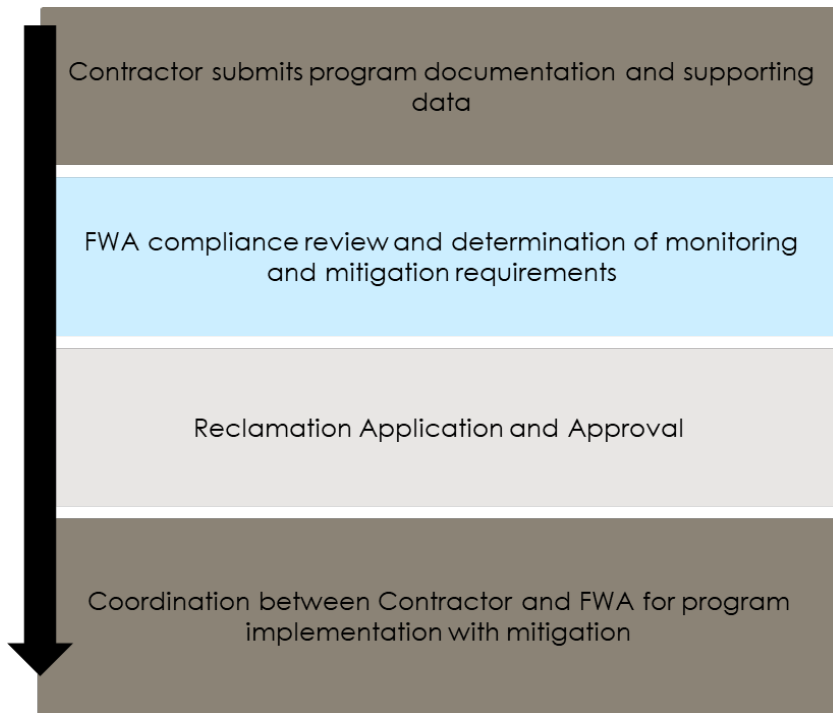 Contractor submits program documentation and supporting
data
FWA compliance review and determination of monitoring
and mitigation requirements
Reclamation Application and Approval
Coordination between Contractor and FWA for program
implementation with mitigation